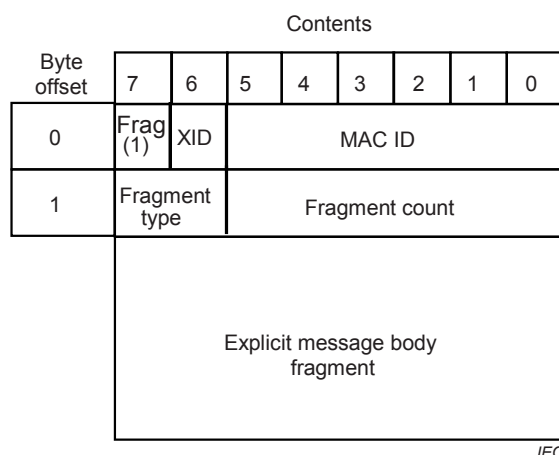 Contents
Byte
offset
7 6 5 4 3 2 1 0
0
Frag
(1)
XID
MAC ID
1
Fragment
type
Fragment count
Explicit message body
fragment
IEC